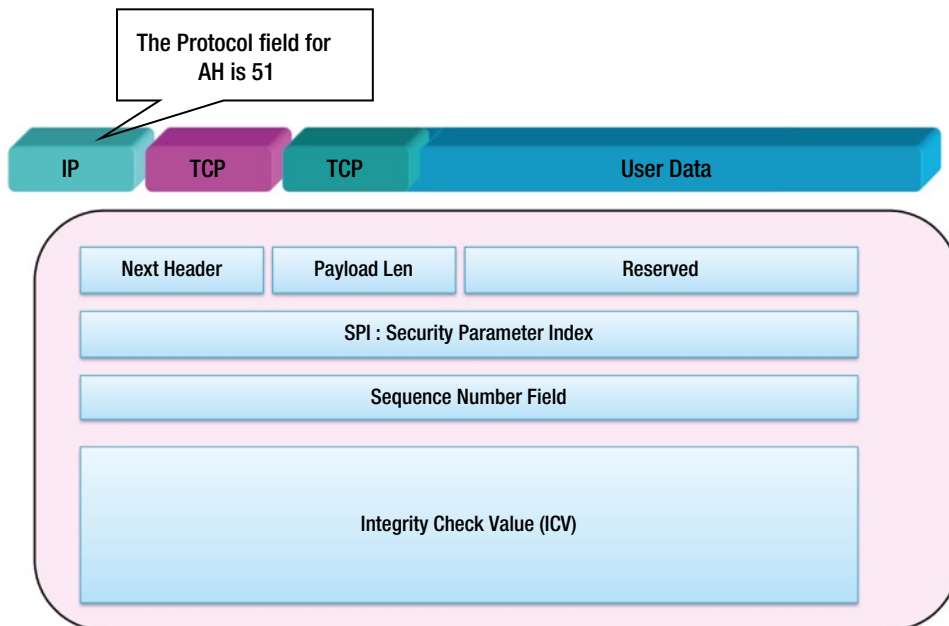 The Protocol field for
AH is 51
IP TCP TCP User Data
Next Header Payload Len Reserved
SPI : Security Parameter Index
Sequence Number Field
Integrity Check Value (ICV)